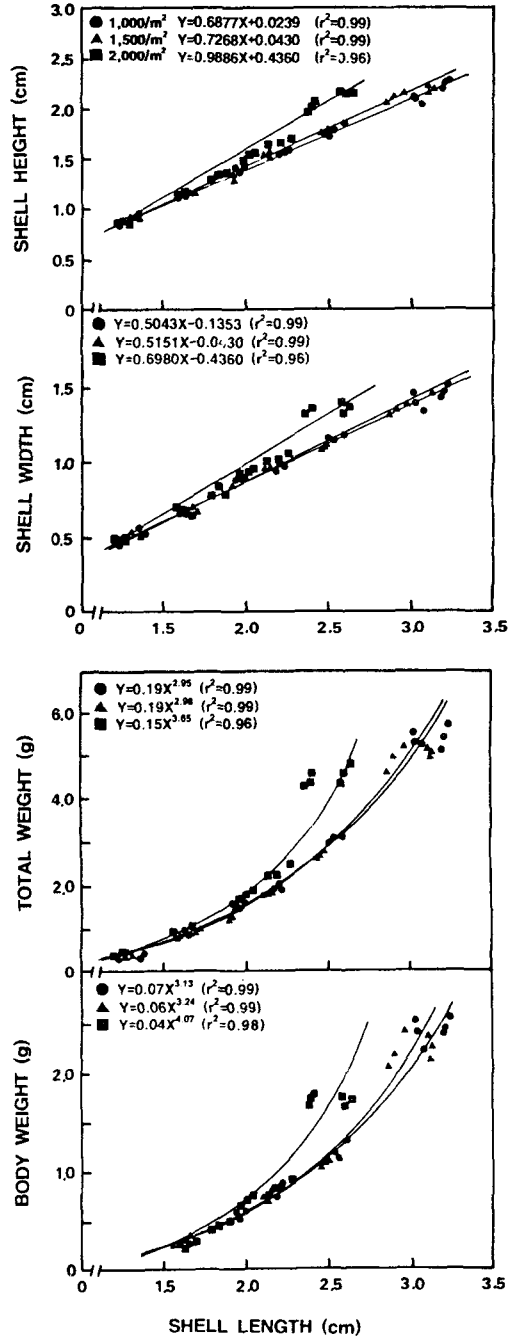 3.0
● 1,000/m² Y=0.6877X+0.0239 (r²=0.99)
▲ 1,500/m² Y=0.7268X+0.0430 (r²=0.99)
■ 2,000/m² Y=0.9886X+0.4360 (r²=0.96)
2.5
2.0
1.5
1.0
0.5
0
SHELL HEIGHT (cm)
● Y=0.5043X-0.1353 (r²=0.99)
▲ Y=0.5151X-0.0430 (r²=0.99)
■ Y=0.6980X-0.4360 (r²=0.96)
1.5
1.0
0.5
0
SHELL WIDTH (cm)
0 1.5 2.0 2.5 3.0 3.5
● Y=0.19X^2.95 (r²=0.99)
▲ Y=0.19X^2.98 (r²=0.99)
■ Y=0.15X^3.65 (r²=0.96)
6.0
4.0
2.0
0
TOTAL WEIGHT (g)
● Y=0.07X^3.13 (r²=0.99)
▲ Y=0.06X^3.24 (r²=0.99)
■ Y=0.04X^4.07 (r²=0.98)
2.0
1.0
0
BODY WEIGHT (g)
0 1.5 2.0 2.5 3.0 3.5
SHELL LENGTH (cm)